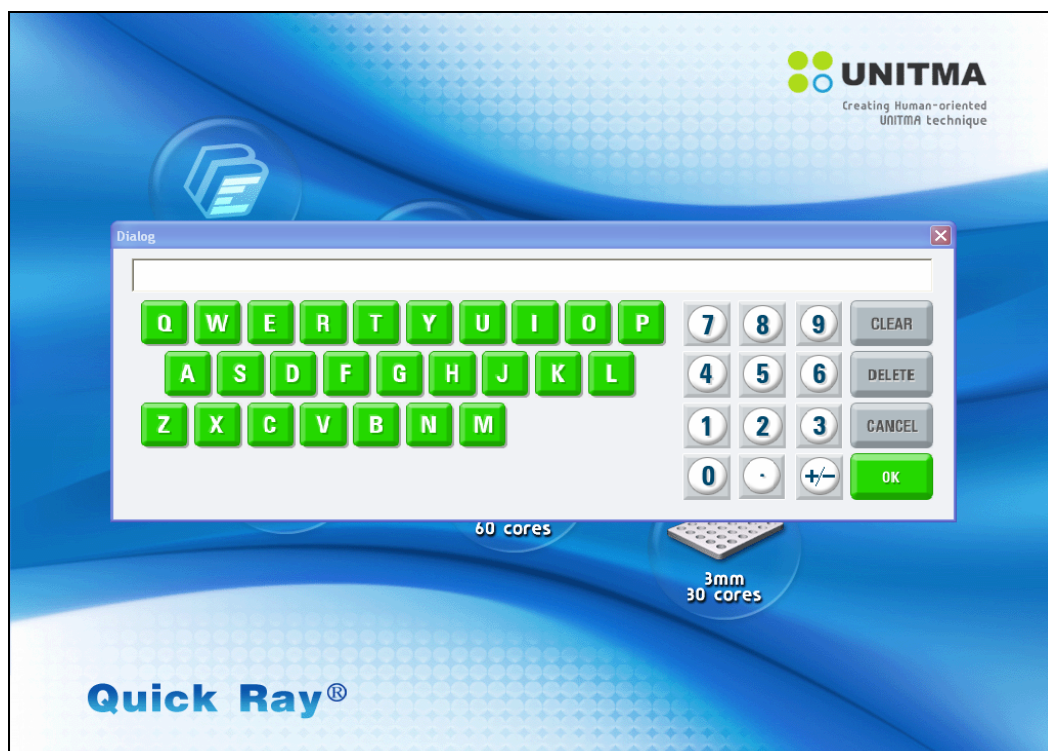 UNITMA
Creating Human-oriented
UNITMA technique
Dialog
Q W E R T Y U I O P 7 8 9 CLEAR
A S D F G H J K L 4 5 6 DELETE
Z X C V B N M 1 2 3 CANCEL
0 . +/- OK
60 cores
3mm
30 cores
Quick Ray®